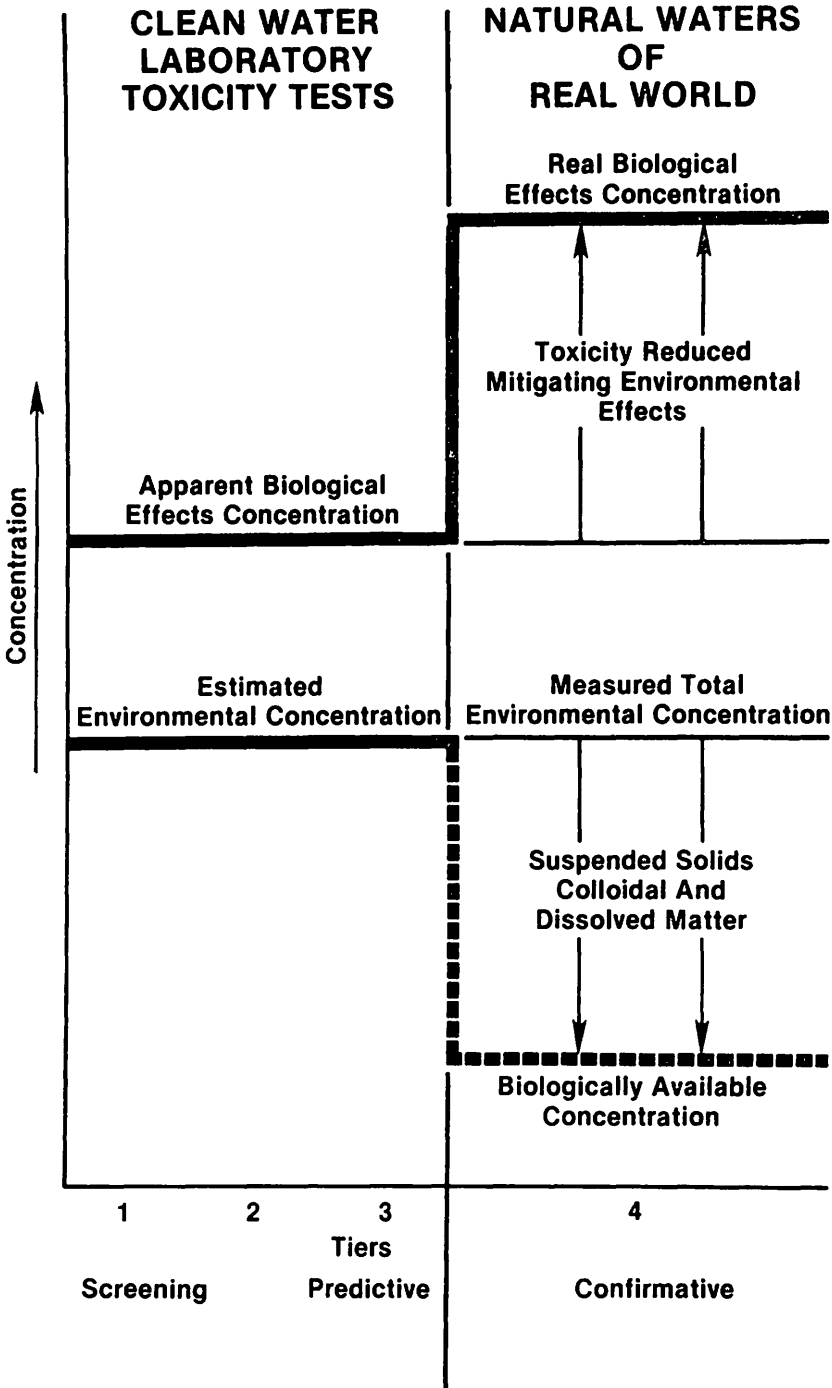 CLEAN WATER
LABORATORY
TOXICITY TESTS
NATURAL WATERS
OF
REAL WORLD
Real Biological
Effects Concentration
Toxicity Reduced
Mitigating Environmental
Effects
Apparent Biological
Effects Concentration
Concentration
Estimated
Environmental Concentration
Measured Total
Environmental Concentration
Suspended Solids
Colloidal And
Dissolved Matter
Biologically Available
Concentration
1 2 3 4
Tiers
Screening Predictive Confirmative